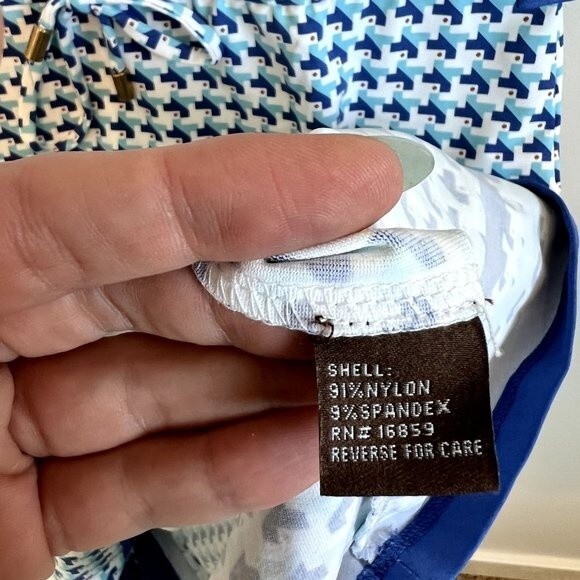 SHELL:
91%NYLON
9%SPANDEX
RN# 16859
REVERSE FOR CARE